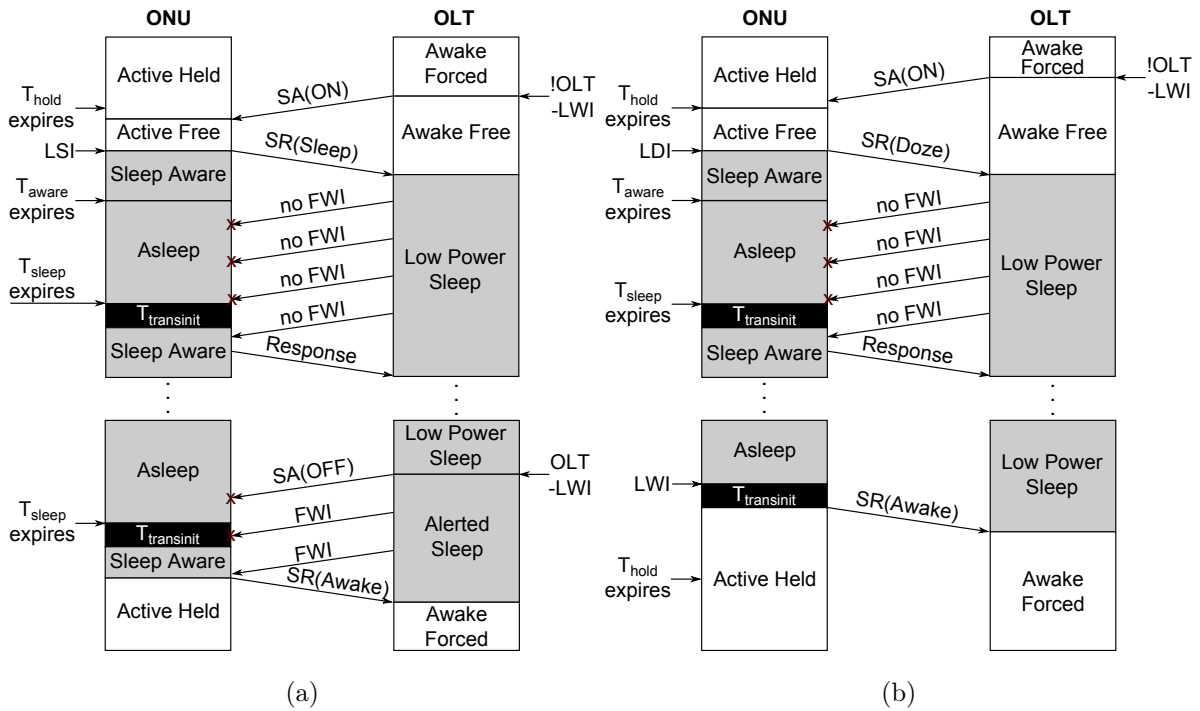 ONU
OLT
Active Held
Awake
Forced
!OLT
-LWI
SA(ON)
T_hold
expires
Active Free
Awake Free
LSI
SR(Sleep)
Sleep Aware
T_aware
expires
no FWI
x
Asleep
no FWI
x
Low Power
Sleep
T_sleep
expires
no FWI
x
T_transinit
no FWI
Sleep Aware
Response
Asleep
Low Power
Sleep
OLT
-LWI
SA(OFF)
x
T_sleep
expires
T_transinit
FWI
x
Alerted
Sleep
Sleep Aware
FWI
SR(Awake)
Active Held
Awake
Forced
(a)
ONU
OLT
Active Held
Awake
Forced
!OLT
-LWI
SA(ON)
T_hold
expires
Active Free
Awake Free
LDI
SR(Doze)
Sleep Aware
T_aware
expires
no FWI
x
Asleep
no FWI
x
Low Power
Sleep
T_sleep
expires
no FWI
x
T_transinit
no FWI
Sleep Aware
Response
Asleep
Low Power
Sleep
LWI
T_transinit
SR(Awake)
T_hold
expires
Active Held
Awake
Forced
(b)